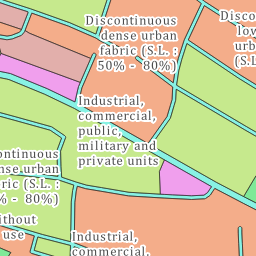 Discontinuous
dense urban
fabric (S.L. :
50% - 80%)
Disco
low
urb
(S.L
Industrial,
commercial,
public,
military and
private units
ontinuous
nse urban
ric (S.L. :
% - 80%)
ithout
use
Industrial,
commercial,